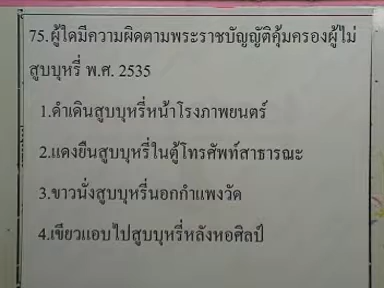 75.ผู้ใดมีความผิดตามพระราชบัญญัติคุ้มครองผู้ไม่
สูบบุหรี่ พ.ศ. 2535
1.ดำเดินสูบบุหรี่หน้าโรงภาพยนตร์
2.แดงยืนสูบบุหรี่ในตู้โทรศัพท์สาธารณะ
3.ขาวนั่งสูบบุหรี่นอกกำแพงวัด
4.เขียวแอบไปสูบบุหรี่หลังหอศิลป์